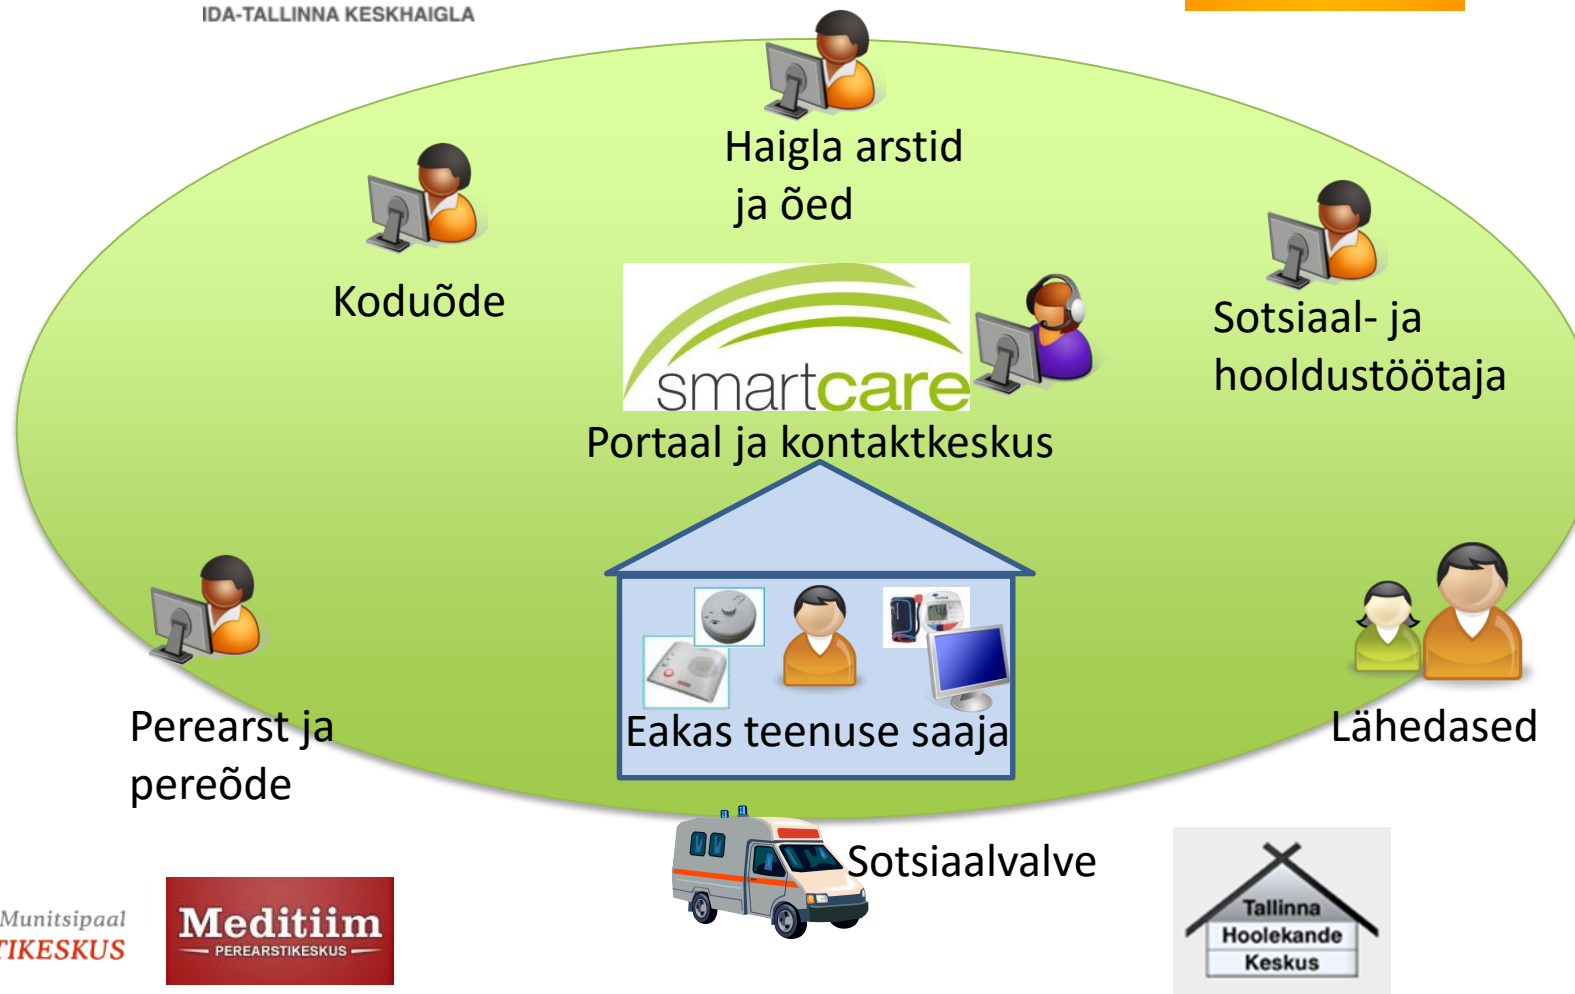 IDA-TALLINNA KESKHAIGLA
Haigla arstid
ja õed
Koduõde
Sotsiaal- ja
hooldustöötaja
smartcare
Portaal ja kontaktkeskus
Eakas teenuse saaja
Perearst ja
pereõde
Lähedased
Sotsiaalvalve
Munitsipaal
TIKESKUS
Meditiim
PEREARSTIKESKUS
Tallinna
Hoolekande
Keskus